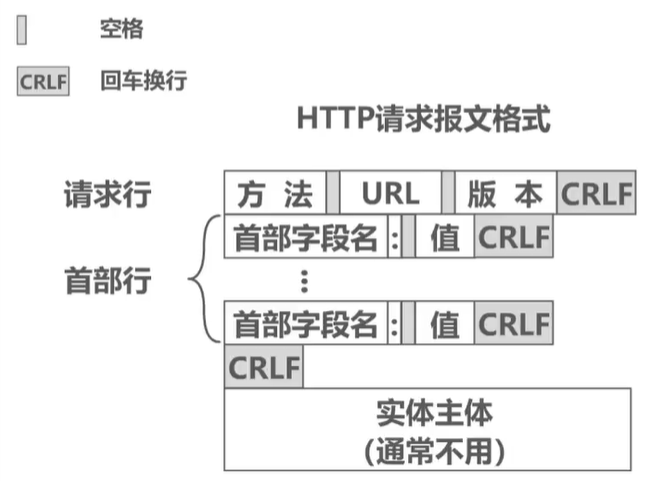 空格
CRLF 回车换行
HTTP请求报文格式
请求行 方法 URL 版本 CRLF
首部字段名 : 值 CRLF
首部行 ⋮
首部字段名 : 值 CRLF
CRLF
实体主体
(通常不用)